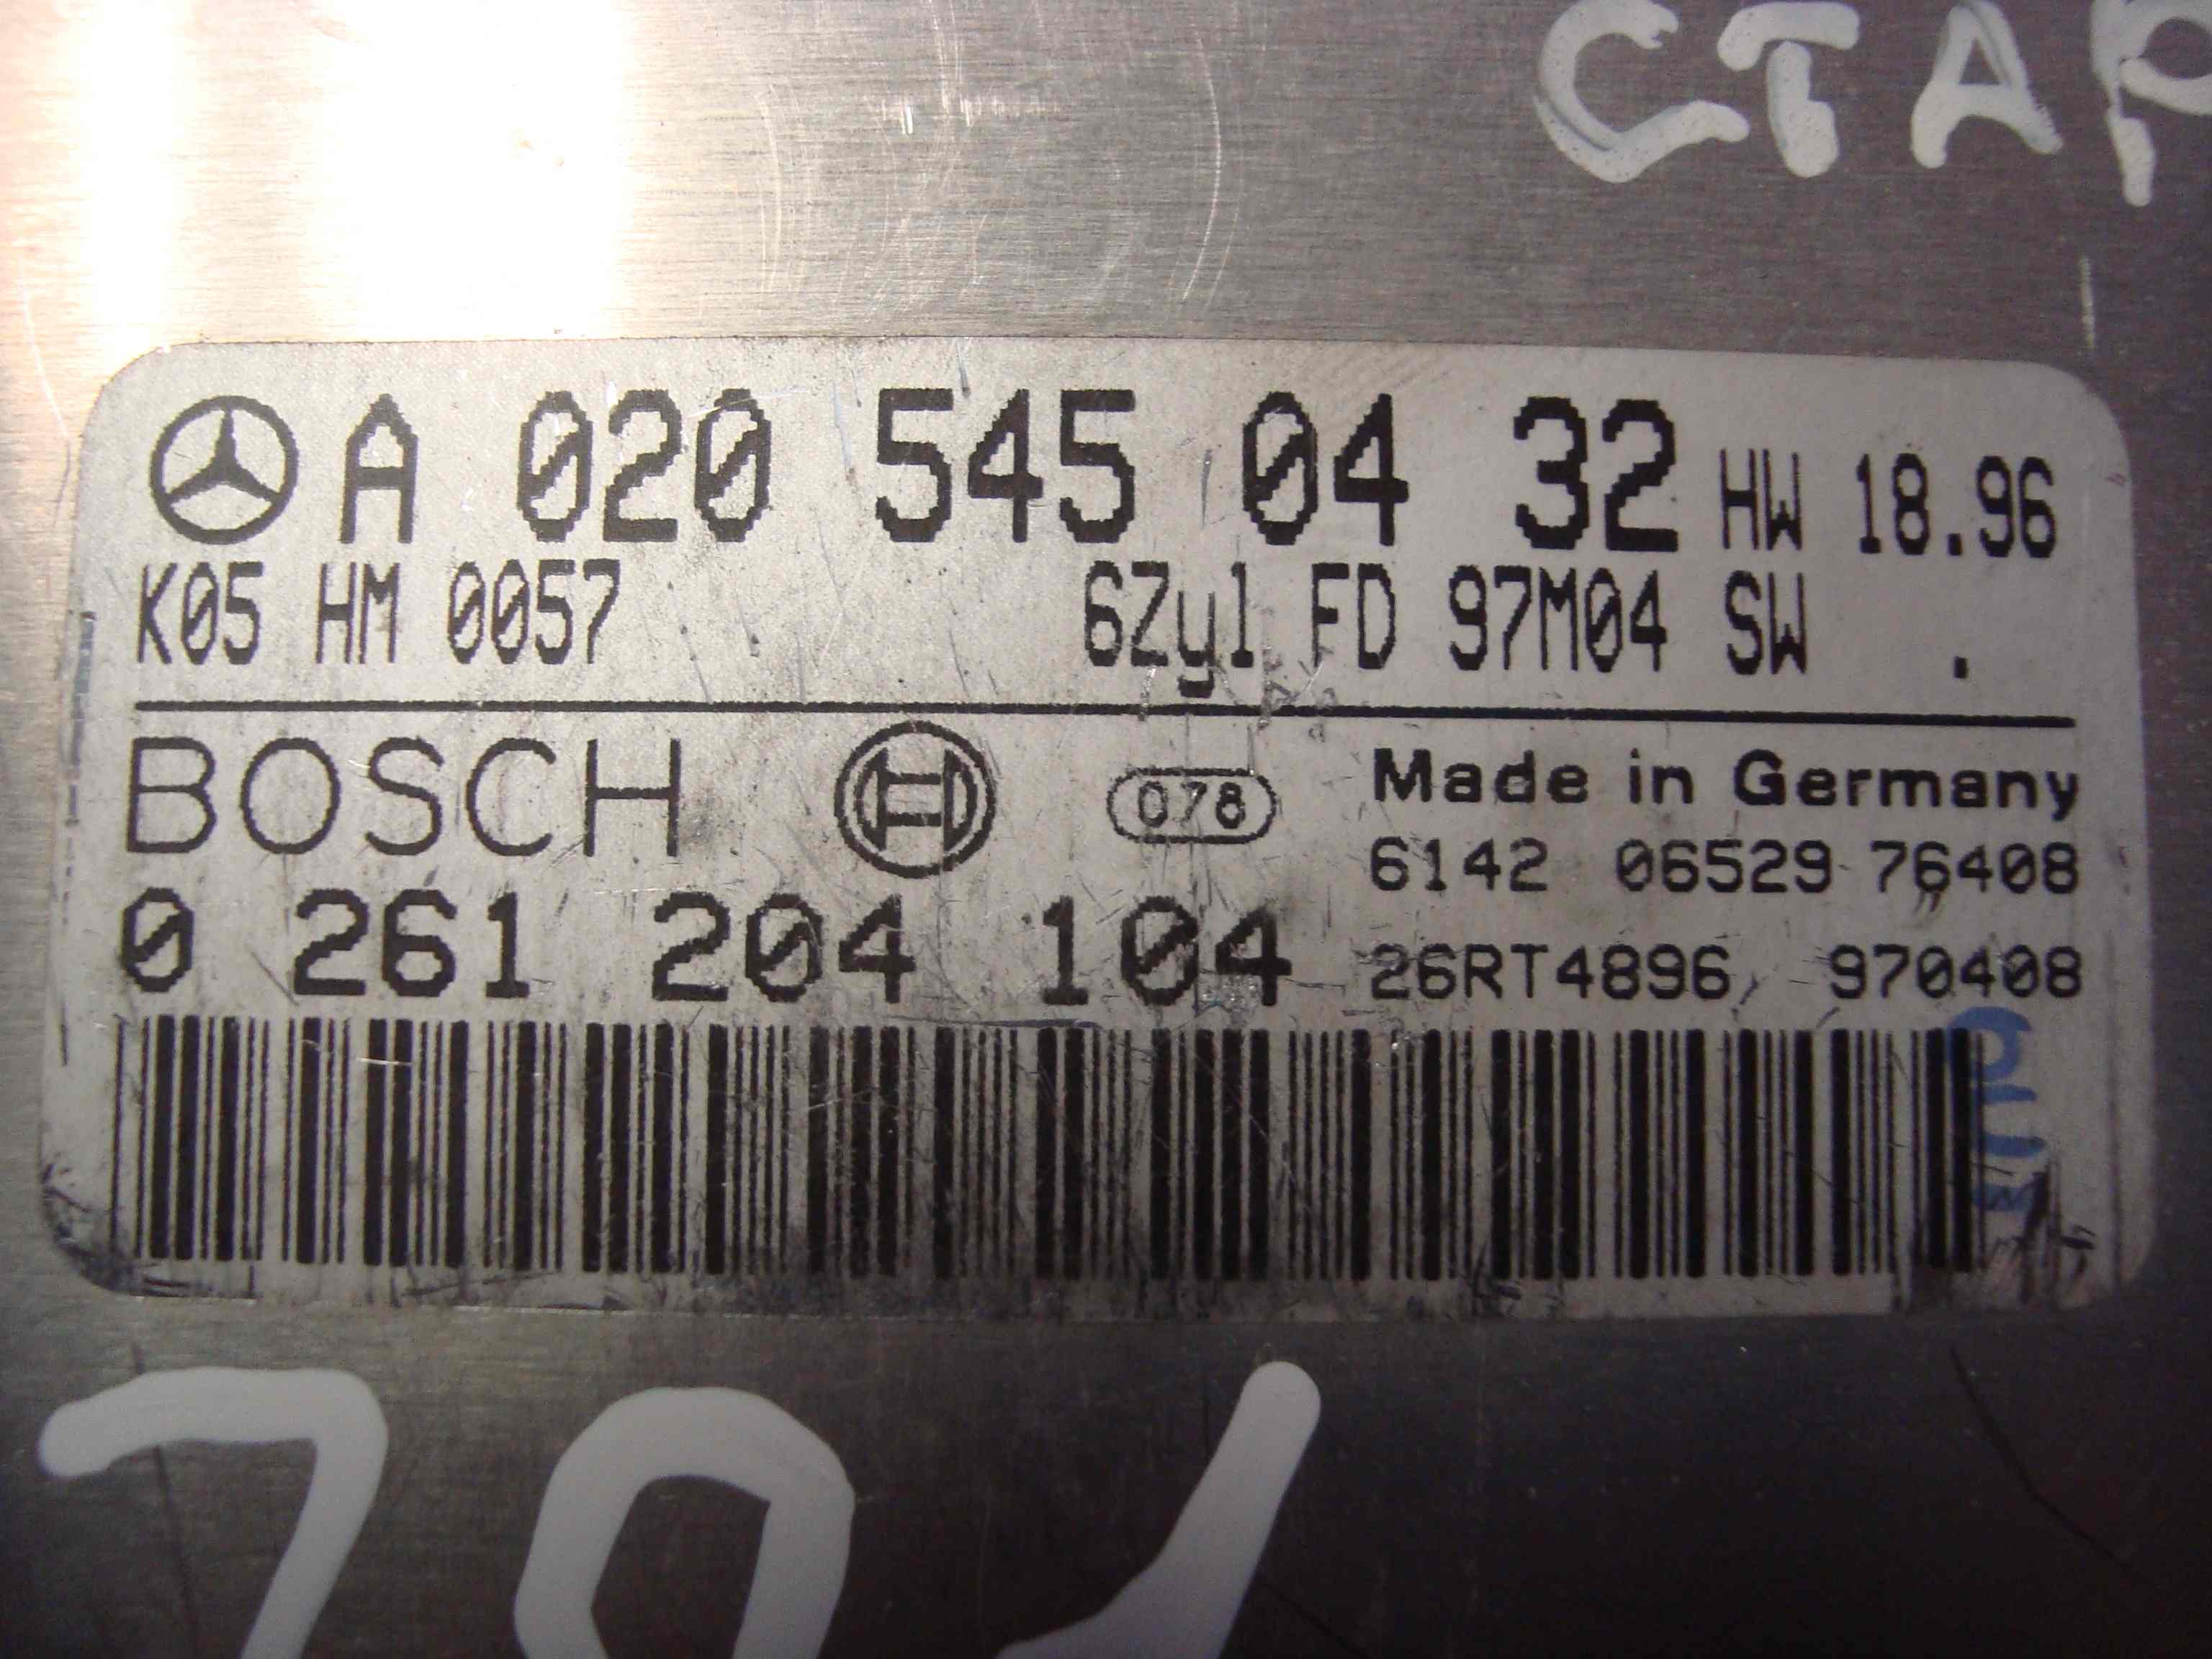 СТАР
A 020 545 04 32 HW 18.96
K05 HM 0057 6Zyl FD 97M04 SW .
BOSCH 078 Made in Germany
6142 06529 76408
0 261 204 104 26RT4896 970408